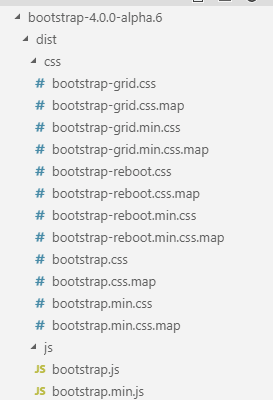 bootstrap-4.0.0-alpha.6
dist
css
# bootstrap-grid.css
# bootstrap-grid.css.map
# bootstrap-grid.min.css
# bootstrap-grid.min.css.map
# bootstrap-reboot.css
# bootstrap-reboot.css.map
# bootstrap-reboot.min.css
# bootstrap-reboot.min.css.map
# bootstrap.css
# bootstrap.css.map
# bootstrap.min.css
# bootstrap.min.css.map
js
JS bootstrap.js
JS bootstrap.min.js